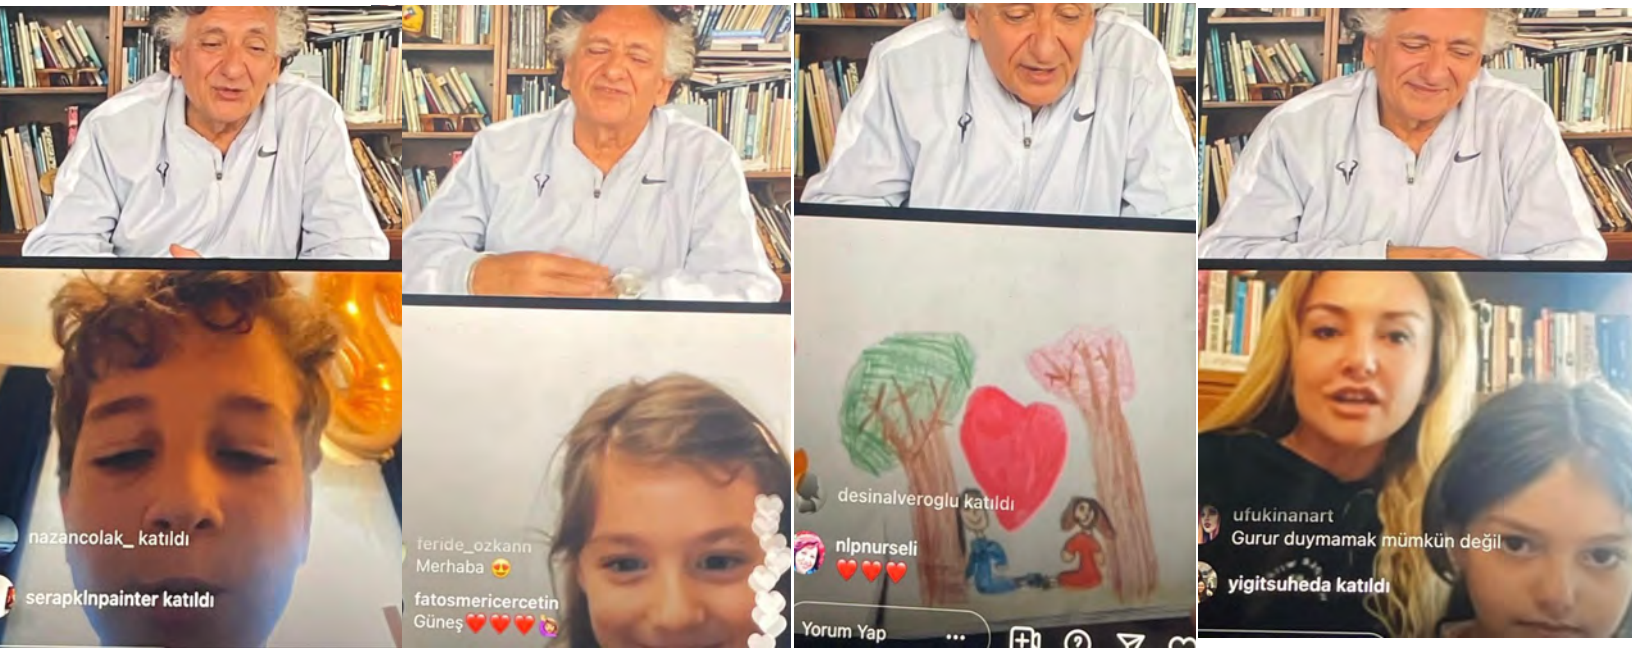 nazancolak_ katıldı
serapklnpainter katıldı
feride_ozkann
Merhaba 😍
fatosmericercetin
Güneş❤️❤️❤️🙋🏼‍♀️
desinalveroglu katıldı
nlpnurseli
❤️❤️❤️
Yorum Yap
ufukinanart
Gurur duymamak mümkün değil
yigitsuheda katıldı